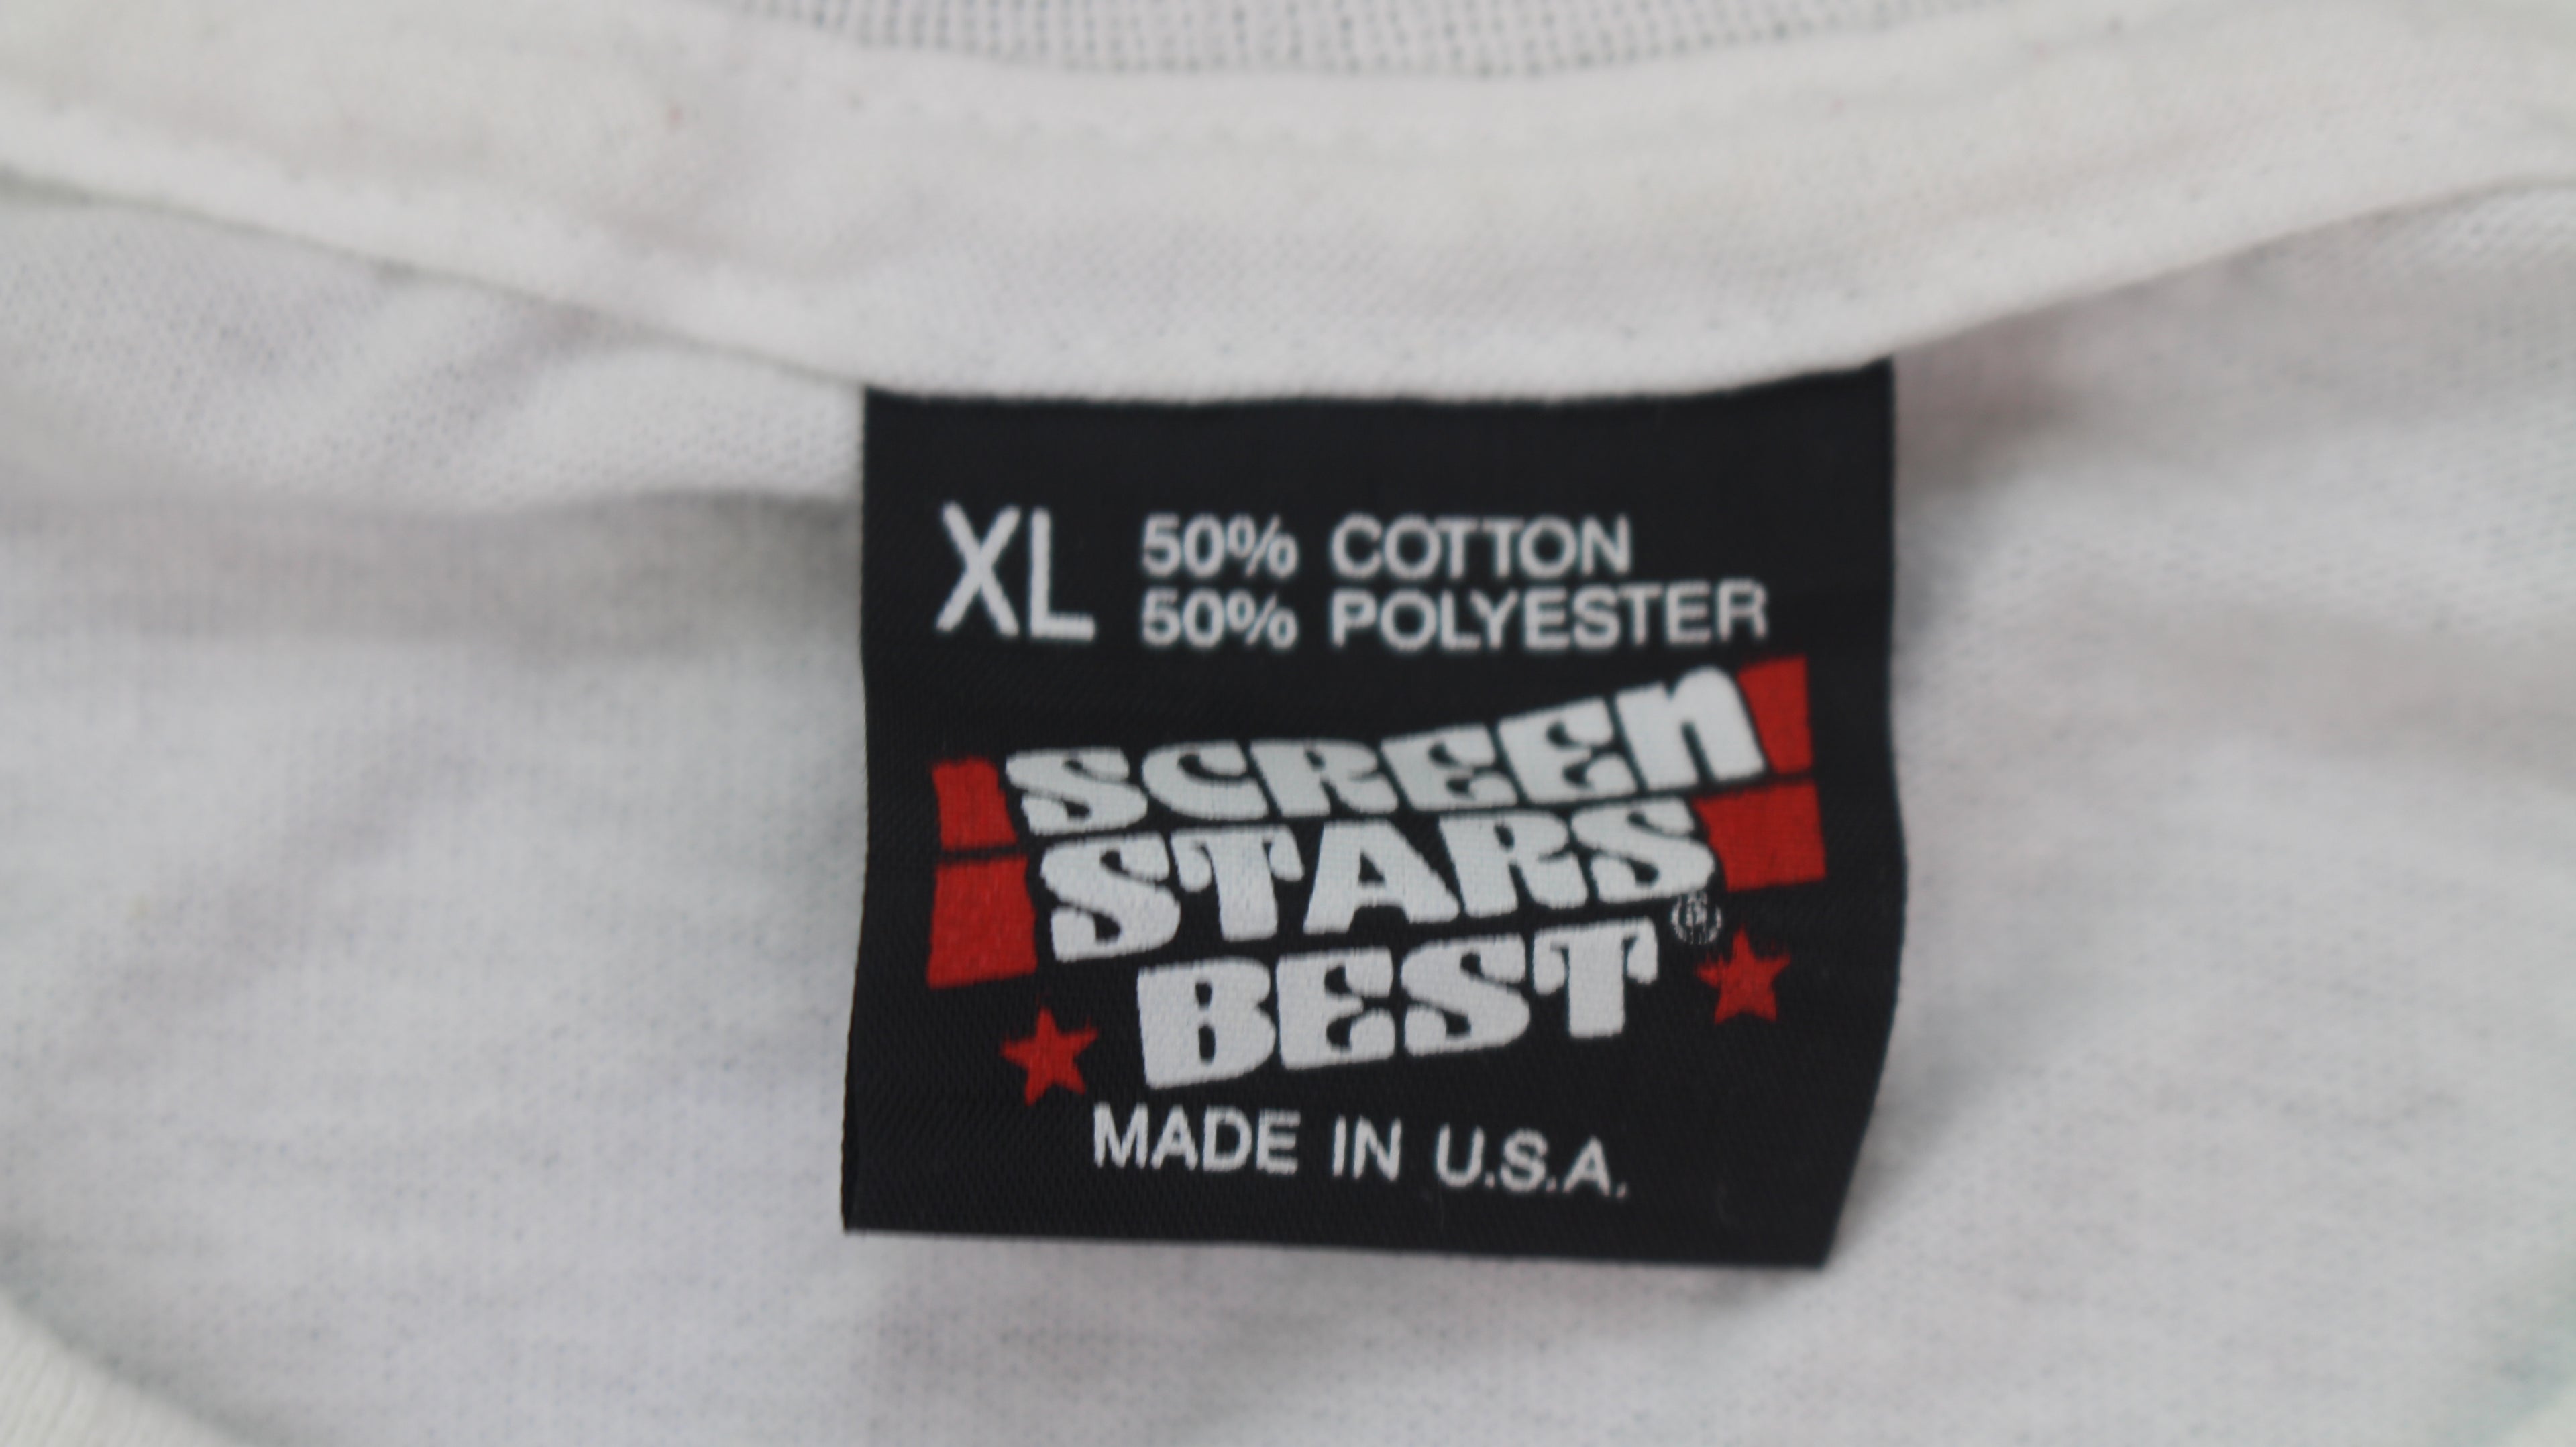 XL 50% COTTON
50% POLYESTER
SCREEn
STARS
BEST®
MADE IN U.S.A.